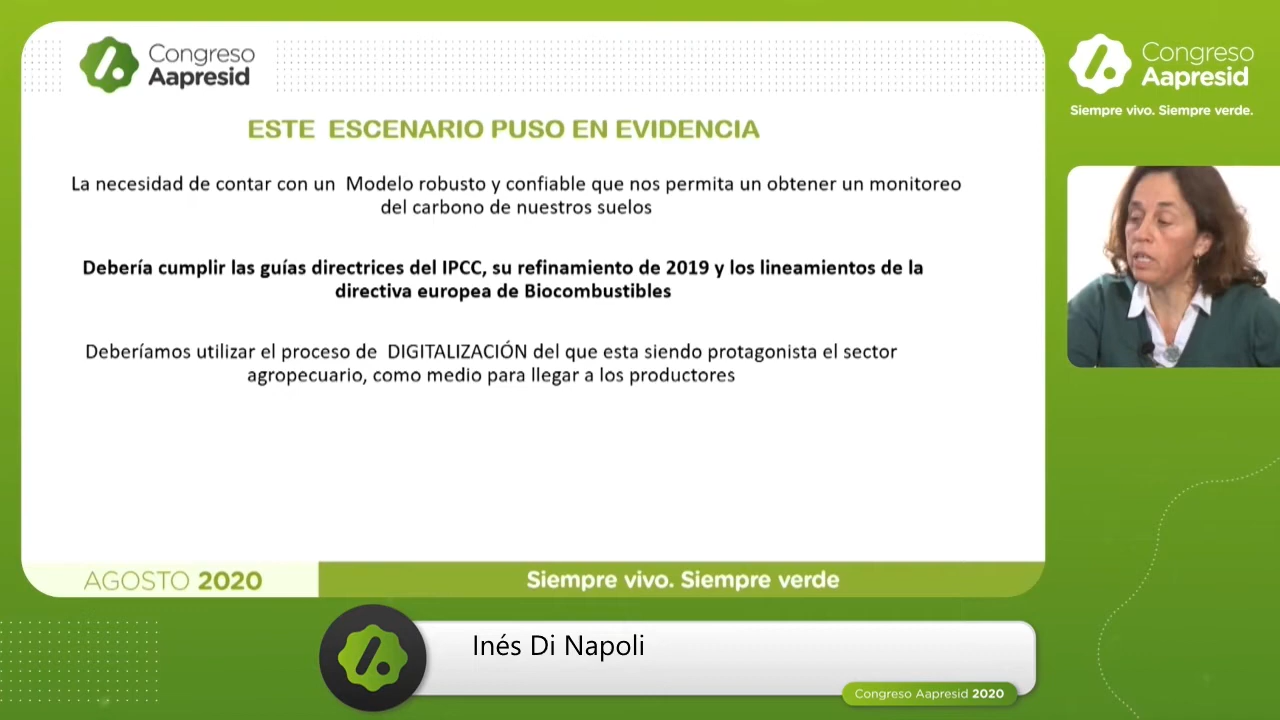 Congreso
Aapresid
Congreso
Aapresid
Siempre vivo. Siempre verde.
ESTE ESCENARIO PUSO EN EVIDENCIA
La necesidad de contar con un Modelo robusto y confiable que nos permita un obtener un monitoreo
del carbono de nuestros suelos
Debería cumplir las guías directrices del IPCC, su refinamiento de 2019 y los lineamientos de la
directiva europea de Biocombustibles
Deberíamos utilizar el proceso de DIGITALIZACIÓN del que esta siendo protagonista el sector
agropecuario, como medio para llegar a los productores
AGOSTO 2020
Siempre vivo. Siempre verde
Inés Di Napoli
Congreso Aapresid 2020